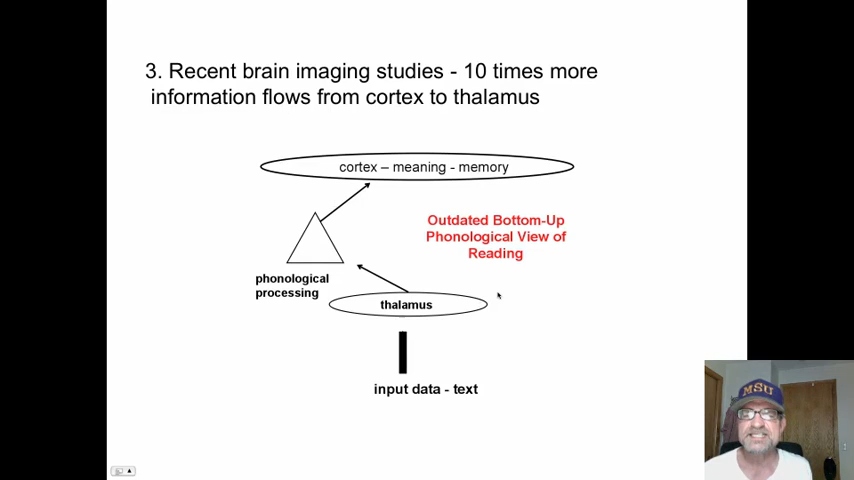 3. Recent brain imaging studies - 10 times more
information flows from cortex to thalamus
cortex – meaning - memory
Outdated Bottom-Up
Phonological View of
Reading
phonological
processing
thalamus
input data - text
MSU